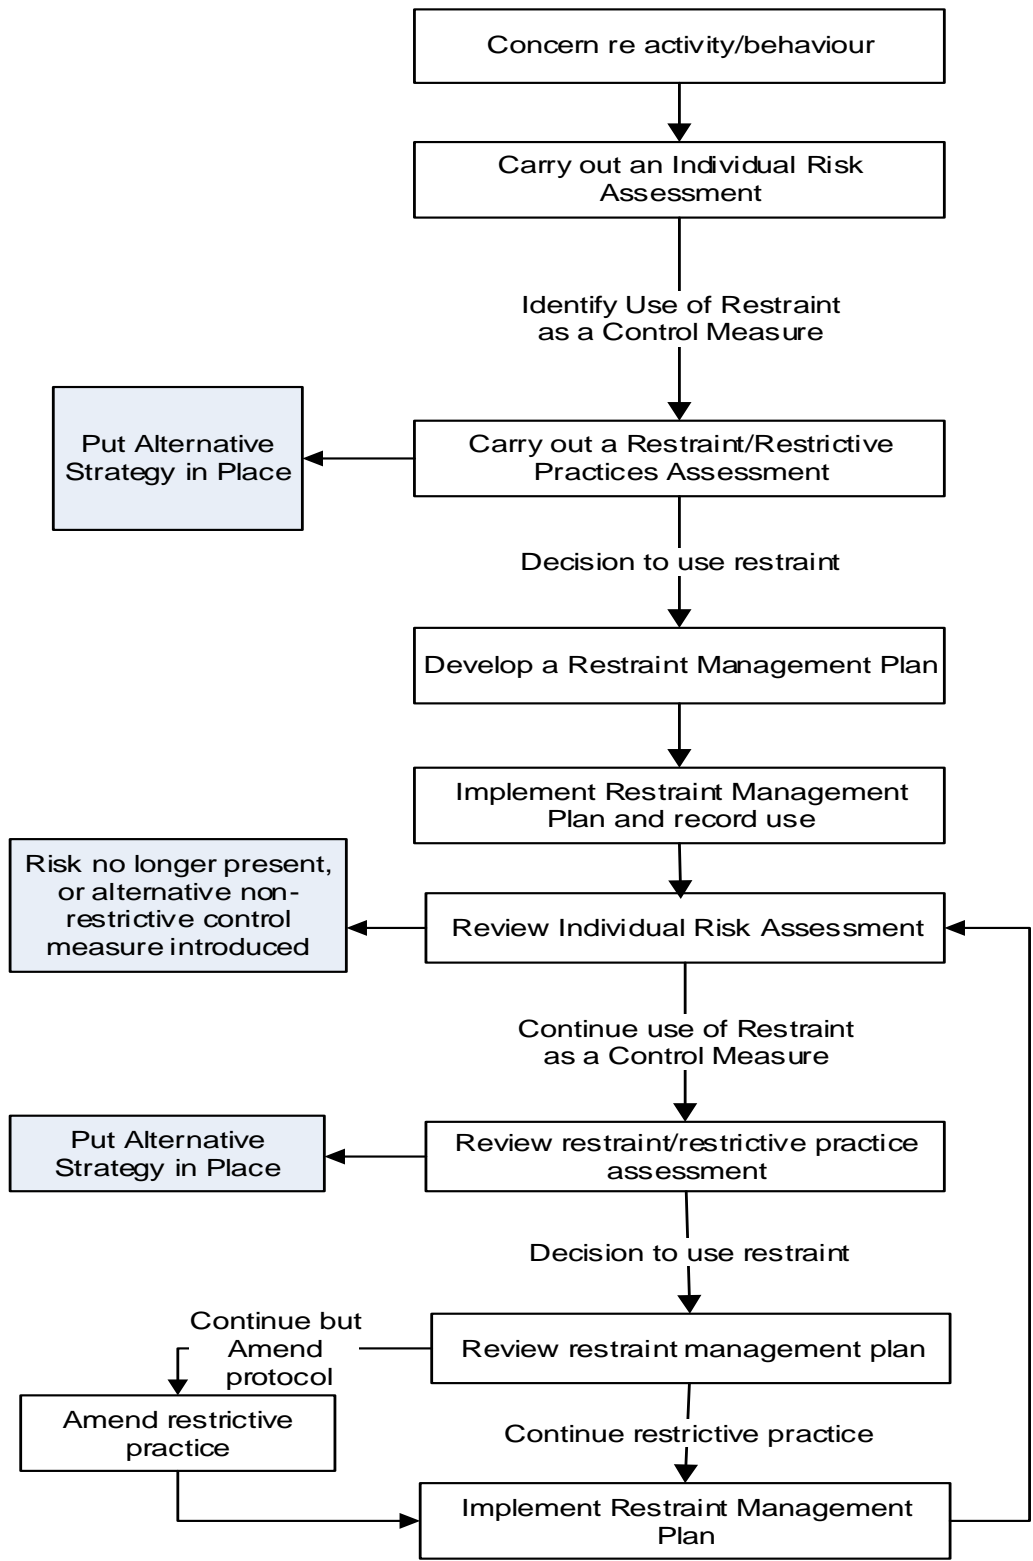 Concern re activity/behaviour
Carry out an Individual Risk
Assessment
Identify Use of Restraint
as a Control Measure
Put Alternative
Strategy in Place
Carry out a Restraint/Restrictive
Practices Assessment
Decision to use restraint
Develop a Restraint Management Plan
Implement Restraint Management
Plan and record use
Risk no longer present,
or alternative non-
restrictive control
measure introduced
Review Individual Risk Assessment
Continue use of Restraint
as a Control Measure
Put Alternative
Strategy in Place
Review restraint/restrictive practice
assessment
Decision to use restraint
Continue but
Amend
protocol
Review restraint management plan
Amend restrictive
practice
Continue restrictive practice
Implement Restraint Management
Plan